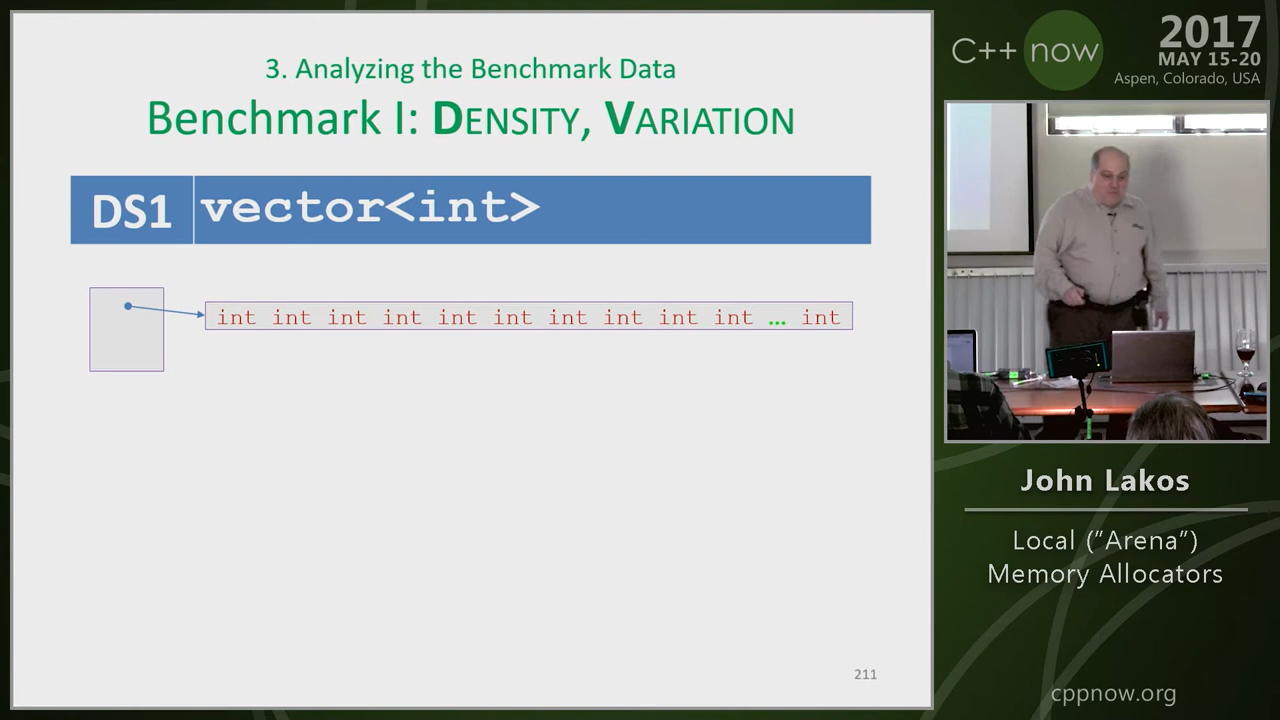 3. Analyzing the Benchmark Data
Benchmark I: DENSITY, VARIATION
DS1 vector<int>
int int int int int int int int int int ... int
211
C++ now
2017
MAY 15-20
Aspen, Colorado, USA
John Lakos
Local ("Arena")
Memory Allocators
cppnow.org